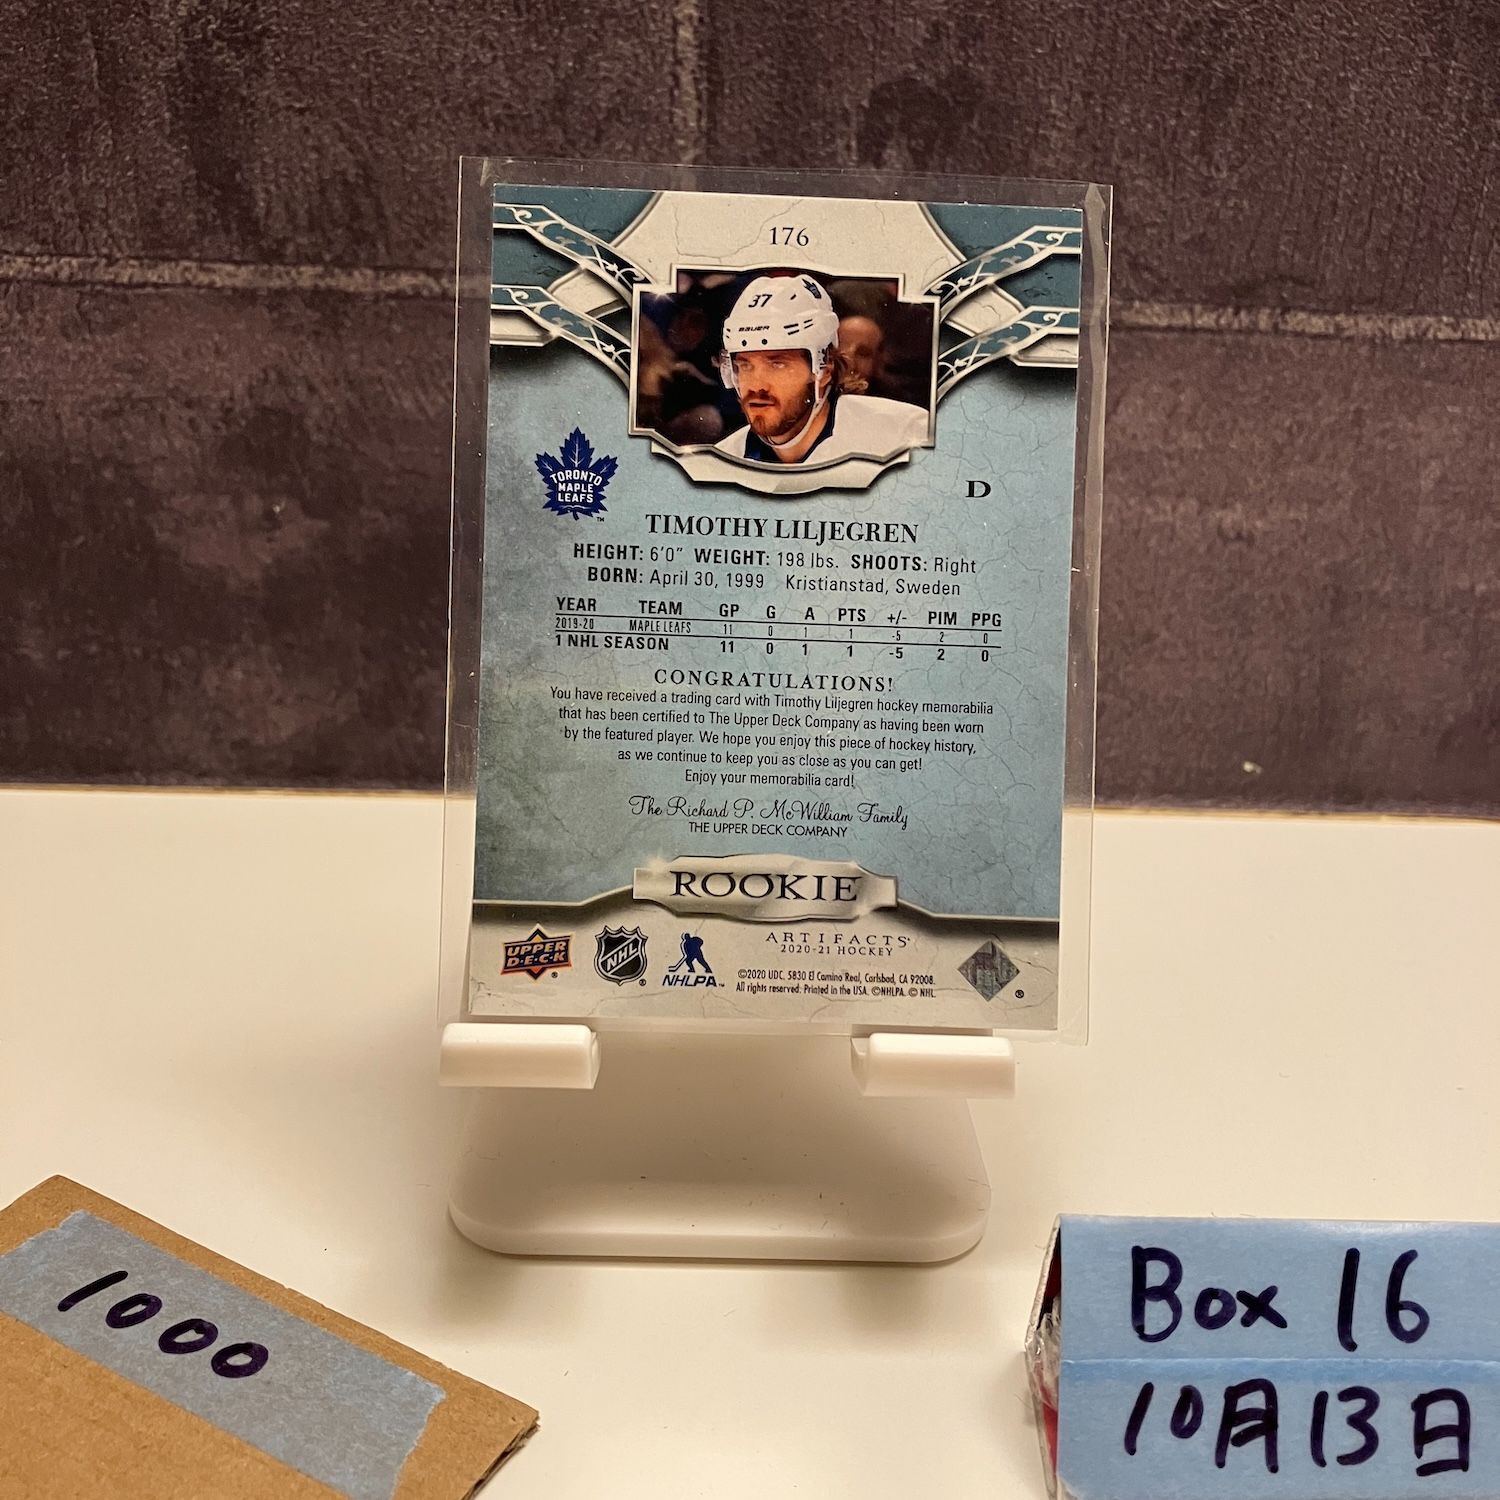 176
37
BAUER
TORONTO
MAPLE
LEAFS
™
D
TIMOTHY LILJEGREN
HEIGHT: 6'0" WEIGHT: 198 lbs. SHOOTS: Right
BORN: April 30, 1999 Kristianstad, Sweden
YEAR TEAM GP G A PTS +/- PIM PPG
2019-20 MAPLE LEAFS 11 0 1 1 -5 2 0
1 NHL SEASON 11 0 1 1 -5 2 0
CONGRATULATIONS!
You have received a trading card with Timothy Liljegren hockey memorabilia
that has been certified to The Upper Deck Company as having been worn
by the featured player. We hope you enjoy this piece of hockey history,
as we continue to keep you as close as you can get!
Enjoy your memorabilia card!
The Richard P. McWilliam Family
THE UPPER DECK COMPANY
ROOKIE
UPPER
D·E·C·K
®
NHL
®
NHLPA™
ARTIFACTS®
2020-21 HOCKEY
©2020 UDC. 5830 El Camino Real, Carlsbad, CA 92008.
All rights reserved. Printed in the USA. ©NHLPA. © NHL.
®
1000
Box 16
10月13日